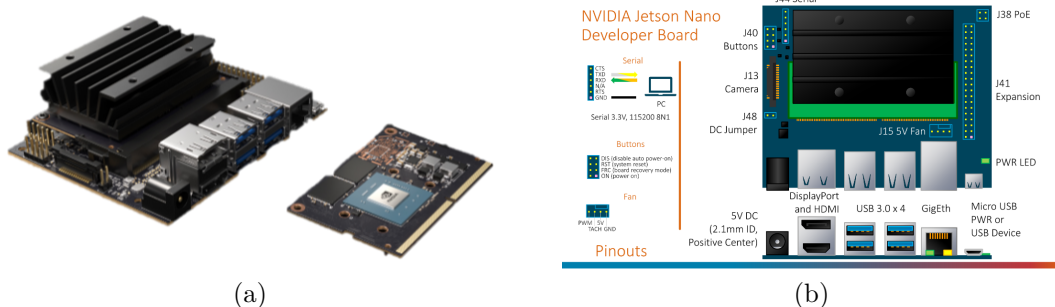 J44 Serial
NVIDIA Jetson Nano
Developer Board
Serial
CTS
TXD
RXD
N/A
RTS
GND
PC
Serial 3.3V, 115200 8N1
Buttons
DIS (disable auto power-on)
RST (system reset)
FRC (board recovery mode)
ON (power on)
Fan
PWM 5V
TACH GND
Pinouts
J40
Buttons
J13
Camera
J48
DC Jumper
J38 PoE
J41
Expansion
J15 5V Fan
PWR LED
DisplayPort
and HDMI
USB 3.0 x 4
GigEth
Micro USB
PWR or
USB Device
5V DC
(2.1mm ID,
Positive Center)
(a)
(b)